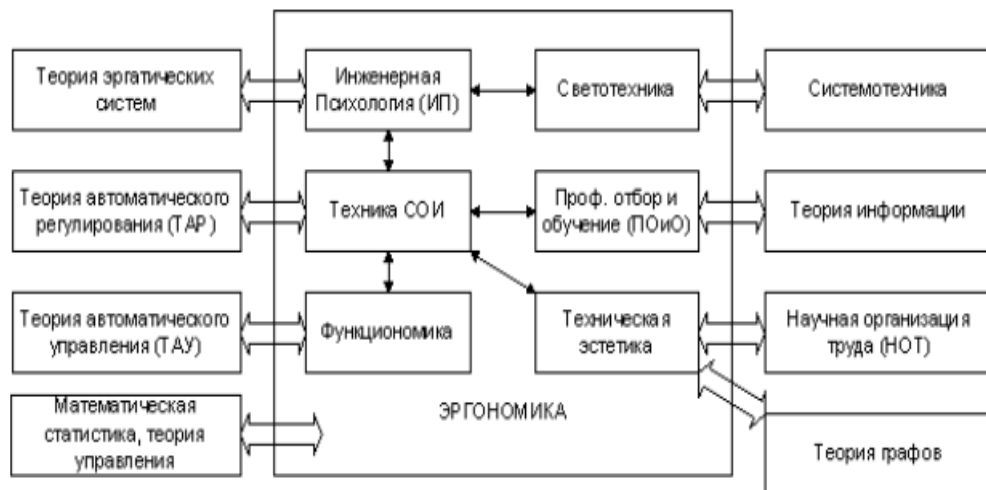 Теория эргатических
систем
Инженерная
Психология (ИП)
Светотехника
Системотехника
Теория автоматического
регулирования (ТАР)
Техника СОИ
Проф. отбор и
обучение (ПОиО)
Теория информации
Теория автоматического
управления (ТАУ)
Функциономика
Техническая
эстетика
Научная организация
труда (НОТ)
Математическая
статистика, теория
управления
ЭРГОНОМИКА
Теория графов